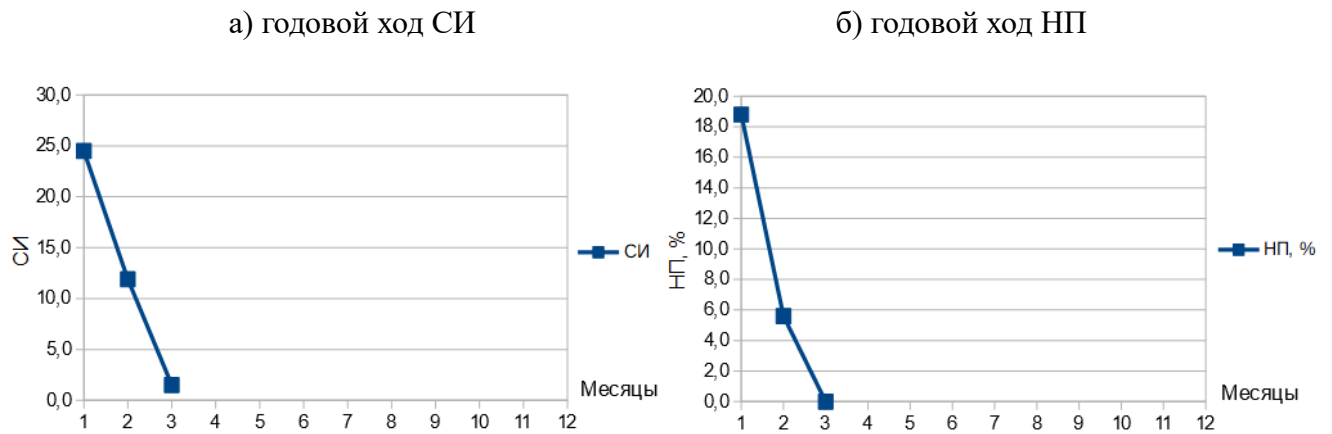 а) годовой ход СИ
б) годовой ход НП
30,0
25,0
20,0
15,0
10,0
5,0
0,0
СИ
1 2 3 4 5 6 7 8 9 10 11 12
Месяцы
СИ
20,0
18,0
16,0
14,0
12,0
10,0
8,0
6,0
4,0
2,0
0,0
НП, %
1 2 3 4 5 6 7 8 9 10 11 12
Месяцы
НП, %